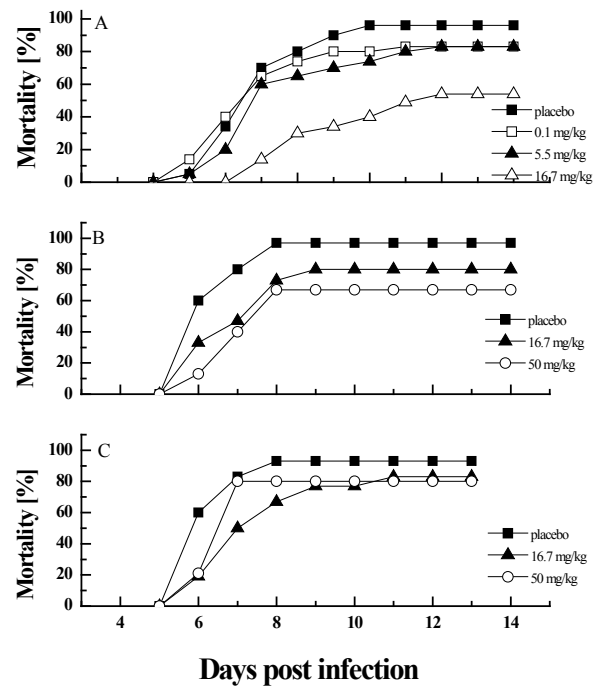 A
Mortality [%]
100
80
60
40
20
0
placebo
0.1 mg/kg
5.5 mg/kg
16.7 mg/kg
B
Mortality [%]
100
80
60
40
20
0
placebo
16.7 mg/kg
50 mg/kg
C
Mortality [%]
100
80
60
40
20
0
placebo
16.7 mg/kg
50 mg/kg
4 6 8 10 12 14
Days post infection